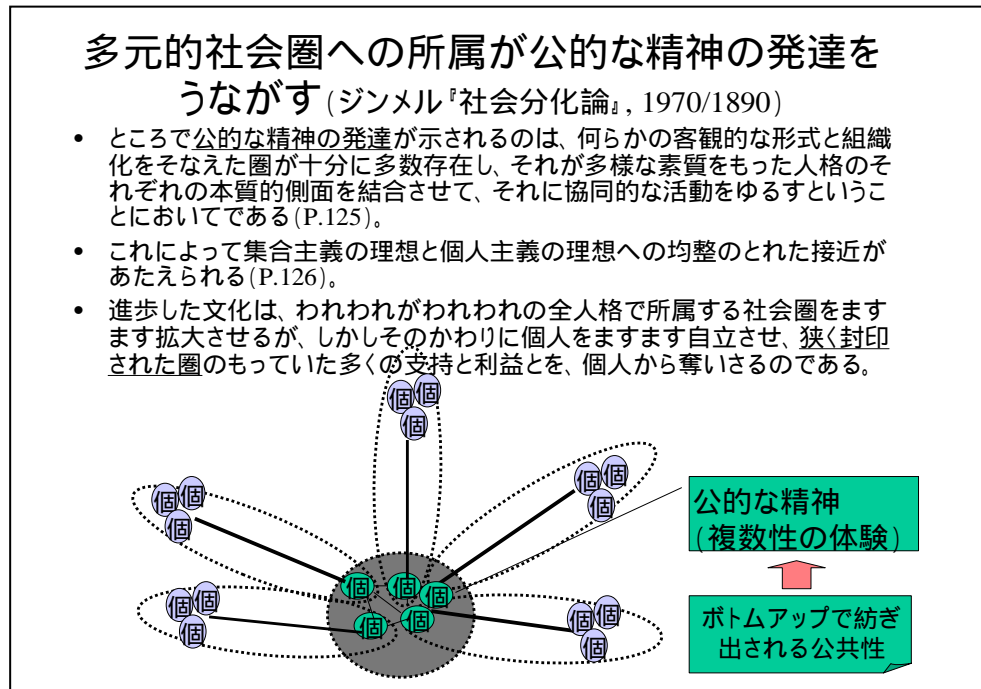 多元的社会圏への所属が公的な精神の発達を
うながす(ジンメル『社会分化論』, 1970/1890)
• ところで公的な精神の発達が示されるのは、何らかの客観的な形式と組織
化をそなえた圏が十分に多数存在し、それが多様な素質をもった人格のそ
れぞれの本質的側面を結合させて、それに協同的な活動をゆるすというこ
とにおいてである(P.125)。
• これによって集合主義の理想と個人主義の理想への均整のとれた接近が
あたえられる(P.126)。
• 進歩した文化は、われわれがわれわれの全人格で所属する社会圏をます
ます拡大させるが、しかしそのかわりに個人をますます自立させ、狭く封印
された圏のもっていた多くの支持と利益とを、個人から奪いさるのである。
個 個
個
個 個
個
個 個
個
公的な精神
(複数性の体験)
個 個 個
個 個
個 個
個
個 個
個
ボトムアップで紡ぎ
出される公共性